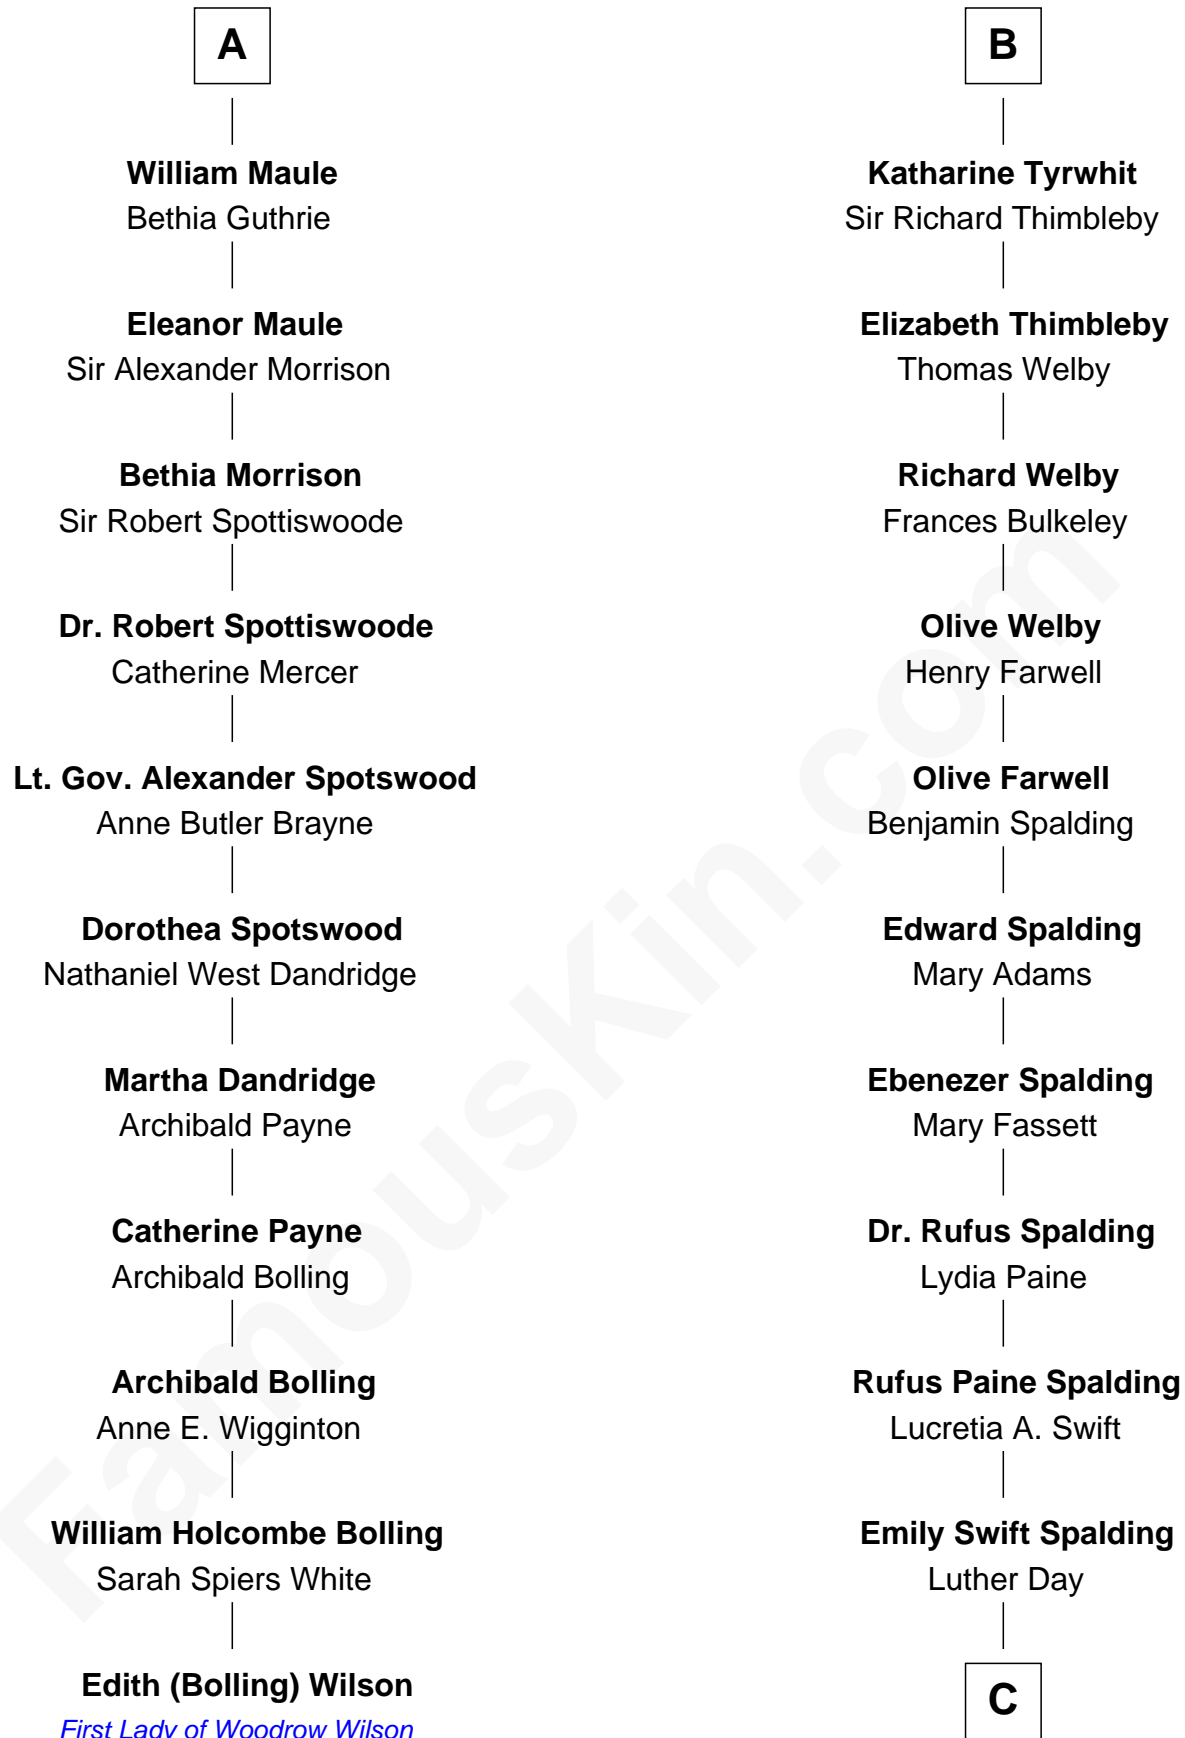 A
William Maule
Bethia Guthrie
Eleanor Maule
Sir Alexander Morrison
Bethia Morrison
Sir Robert Spottiswoode
Dr. Robert Spottiswoode
Catherine Mercer
Lt. Gov. Alexander Spotswood
Anne Butler Brayne
Dorothea Spotswood
Nathaniel West Dandridge
Martha Dandridge
Archibald Payne
Catherine Payne
Archibald Bolling
Archibald Bolling
Anne E. Wigginton
William Holcombe Bolling
Sarah Spiers White
Edith (Bolling) Wilson
First Lady of Woodrow Wilson
B
Katharine Tyrwhit
Sir Richard Thimbleby
Elizabeth Thimbleby
Thomas Welby
Richard Welby
Frances Bulkeley
Olive Welby
Henry Farwell
Olive Farwell
Benjamin Spalding
Edward Spalding
Mary Adams
Ebenezer Spalding
Mary Fassett
Dr. Rufus Spalding
Lydia Paine
Rufus Paine Spalding
Lucretia A. Swift
Emily Swift Spalding
Luther Day
C
FamousKin.com